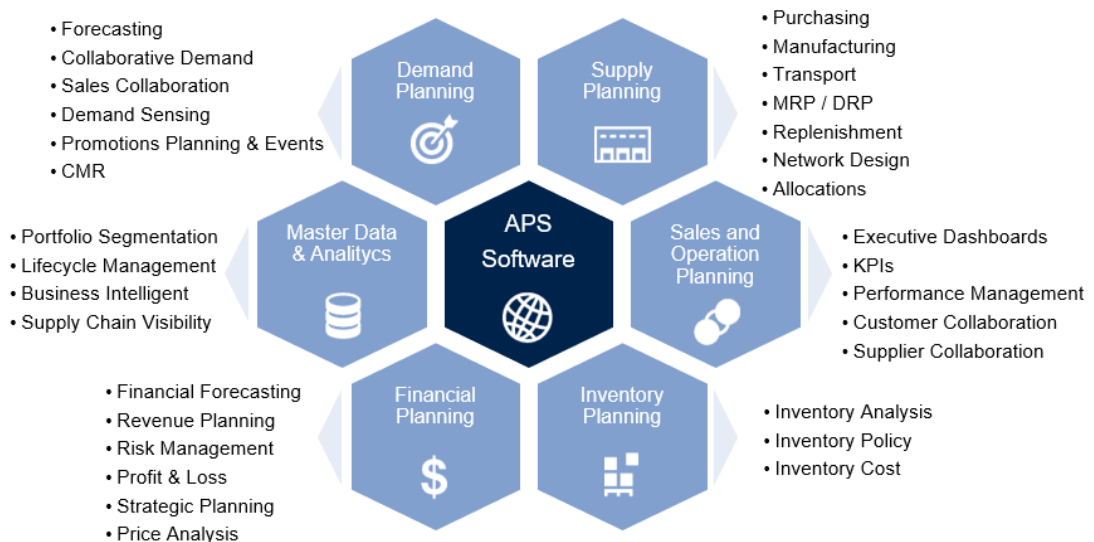 • Forecasting
• Collaborative Demand
• Sales Collaboration
• Demand Sensing
• Promotions Planning & Events
• CMR
Demand
Planning
Supply
Planning
• Purchasing
• Manufacturing
• Transport
• MRP / DRP
• Replenishment
• Network Design
• Allocations
• Portfolio Segmentation
• Lifecycle Management
• Business Intelligent
• Supply Chain Visibility
Master Data
& Analitycs
APS
Software
Sales and
Operation
Planning
• Executive Dashboards
• KPIs
• Performance Management
• Customer Collaboration
• Supplier Collaboration
• Financial Forecasting
• Revenue Planning
• Risk Management
• Profit & Loss
• Strategic Planning
• Price Analysis
Financial
Planning
$
Inventory
Planning
• Inventory Analysis
• Inventory Policy
• Inventory Cost